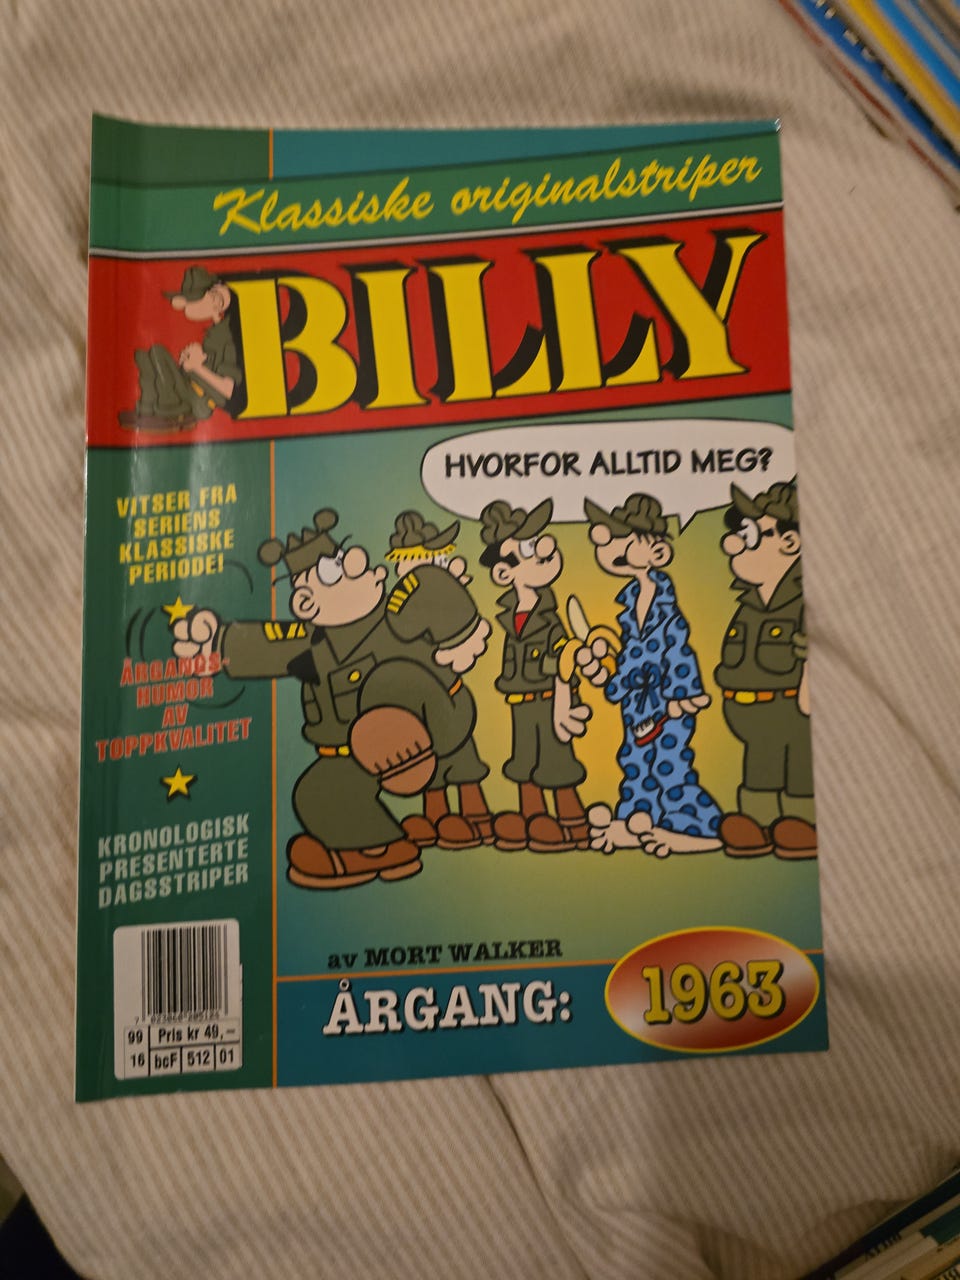 Klassiske originalstriper
BILLY
HVORFOR ALLTID MEG?
VITSER FRA
SERIENS
KLASSISKE
PERIODE!
ÅRGANGS-
HUMOR
AV
TOPPKVALITET
KRONOLOGISK
PRESENTERTE
DAGSSTRIPER
av MORT WALKER
ÅRGANG: 1963
99 Pris kr 49,–
16 bcF 512 01